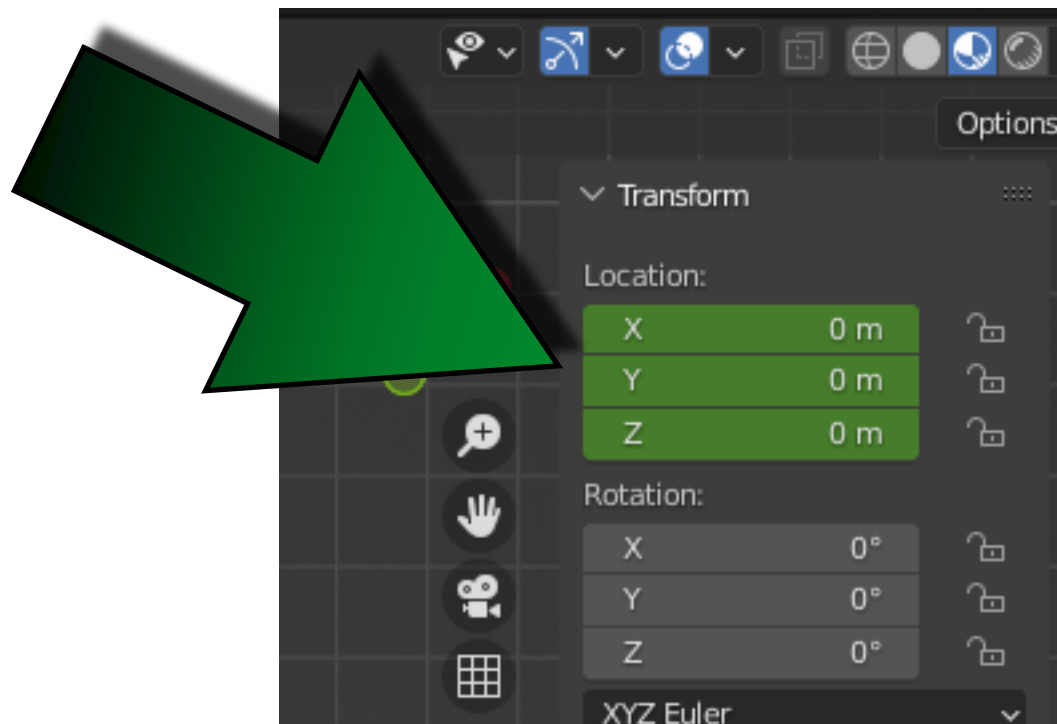 Options
Transform
Location:
X 0 m
Y 0 m
Z 0 m
Rotation:
X 0°
Y 0°
Z 0°
XYZ Euler